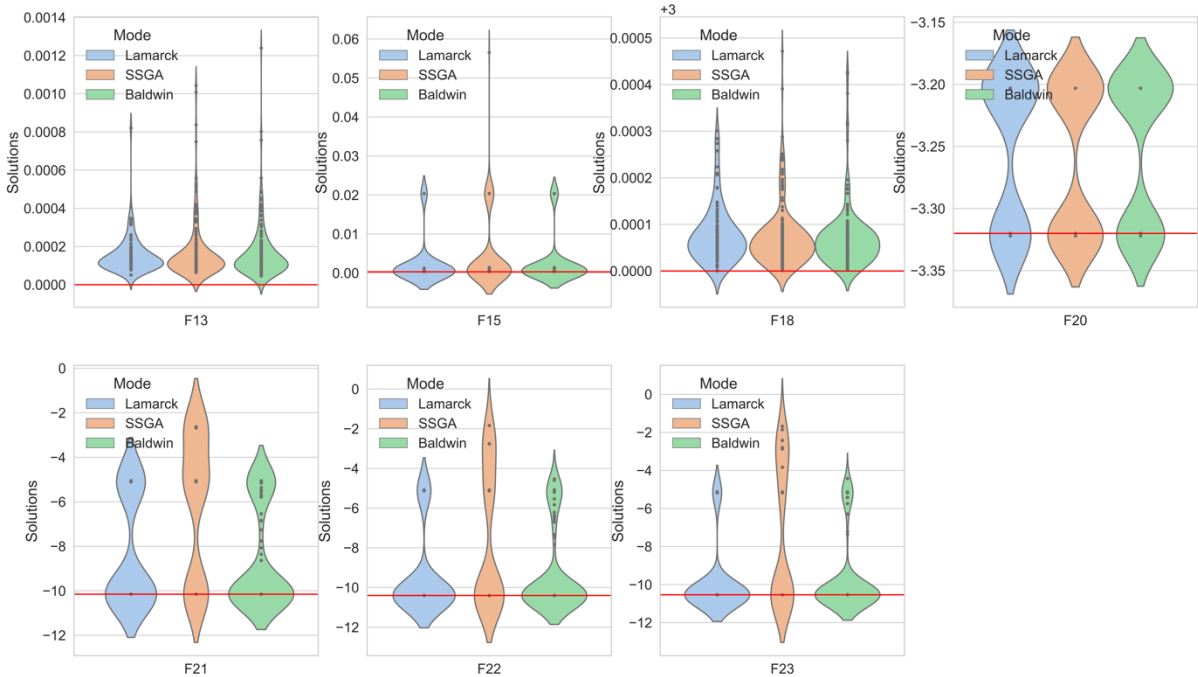 0.0014
0.0012
0.0010
0.0008
0.0006
0.0004
0.0002
0.0000
Solutions
Mode
Lamarck
SSGA
Baldwin
F13
0.06
0.05
0.04
0.03
0.02
0.01
0.00
Solutions
Mode
Lamarck
SSGA
Baldwin
F15
+3
0.0005
0.0004
0.0003
0.0002
0.0001
0.0000
Solutions
Mode
Lamarck
SSGA
Baldwin
F18
−3.15
−3.20
−3.25
−3.30
−3.35
Solutions
Mode
Lamarck
SSGA
Baldwin
F20
0
−2
−4
−6
−8
−10
−12
Solutions
Mode
Lamarck
SSGA
Baldwin
F21
0
−2
−4
−6
−8
−10
−12
Solutions
Mode
Lamarck
SSGA
Baldwin
F22
0
−2
−4
−6
−8
−10
−12
Solutions
Mode
Lamarck
SSGA
Baldwin
F23